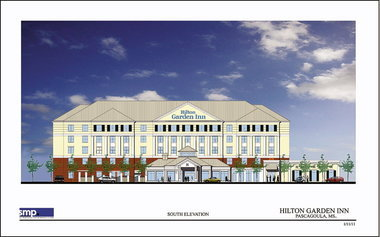 Hilton
Garden Inn
smp
SOUTH ELEVATION
HILTON GARDEN INN
PASCAGOULA, MS.